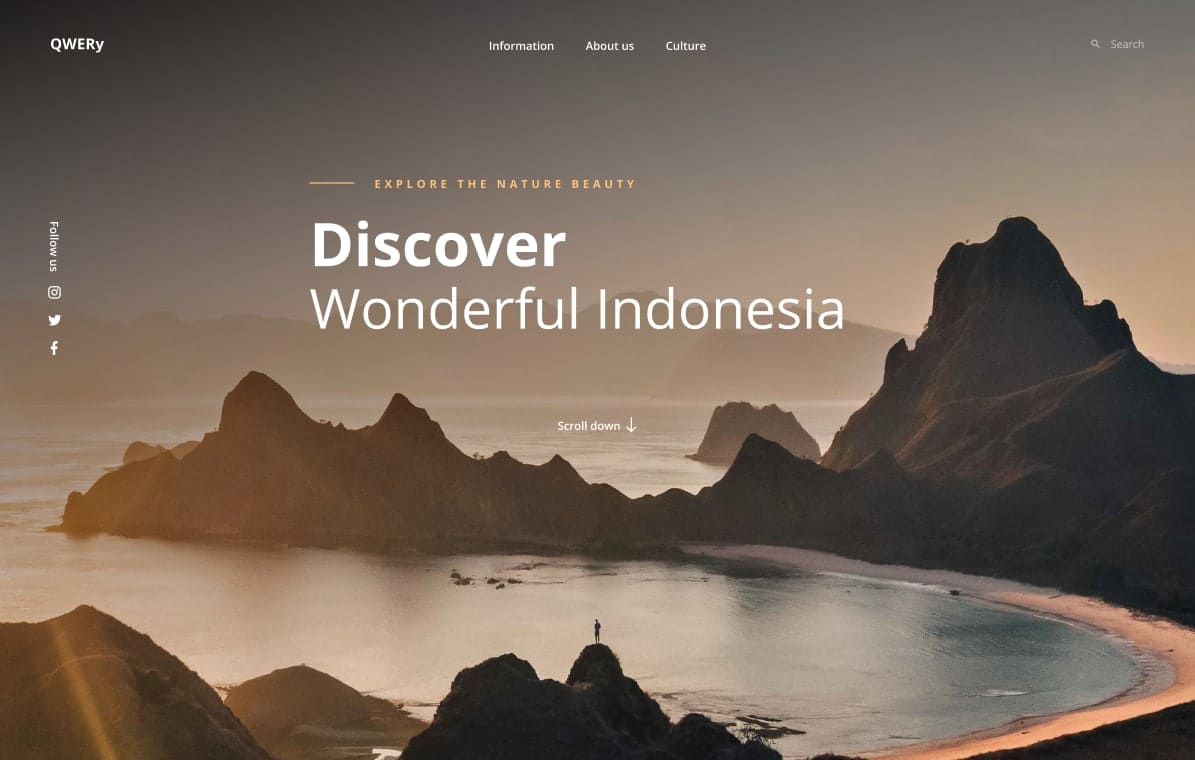 QWERy
Information
About us
Culture
Search
EXPLORE THE NATURE BEAUTY
Discover
Wonderful Indonesia
Follow us
Scroll down